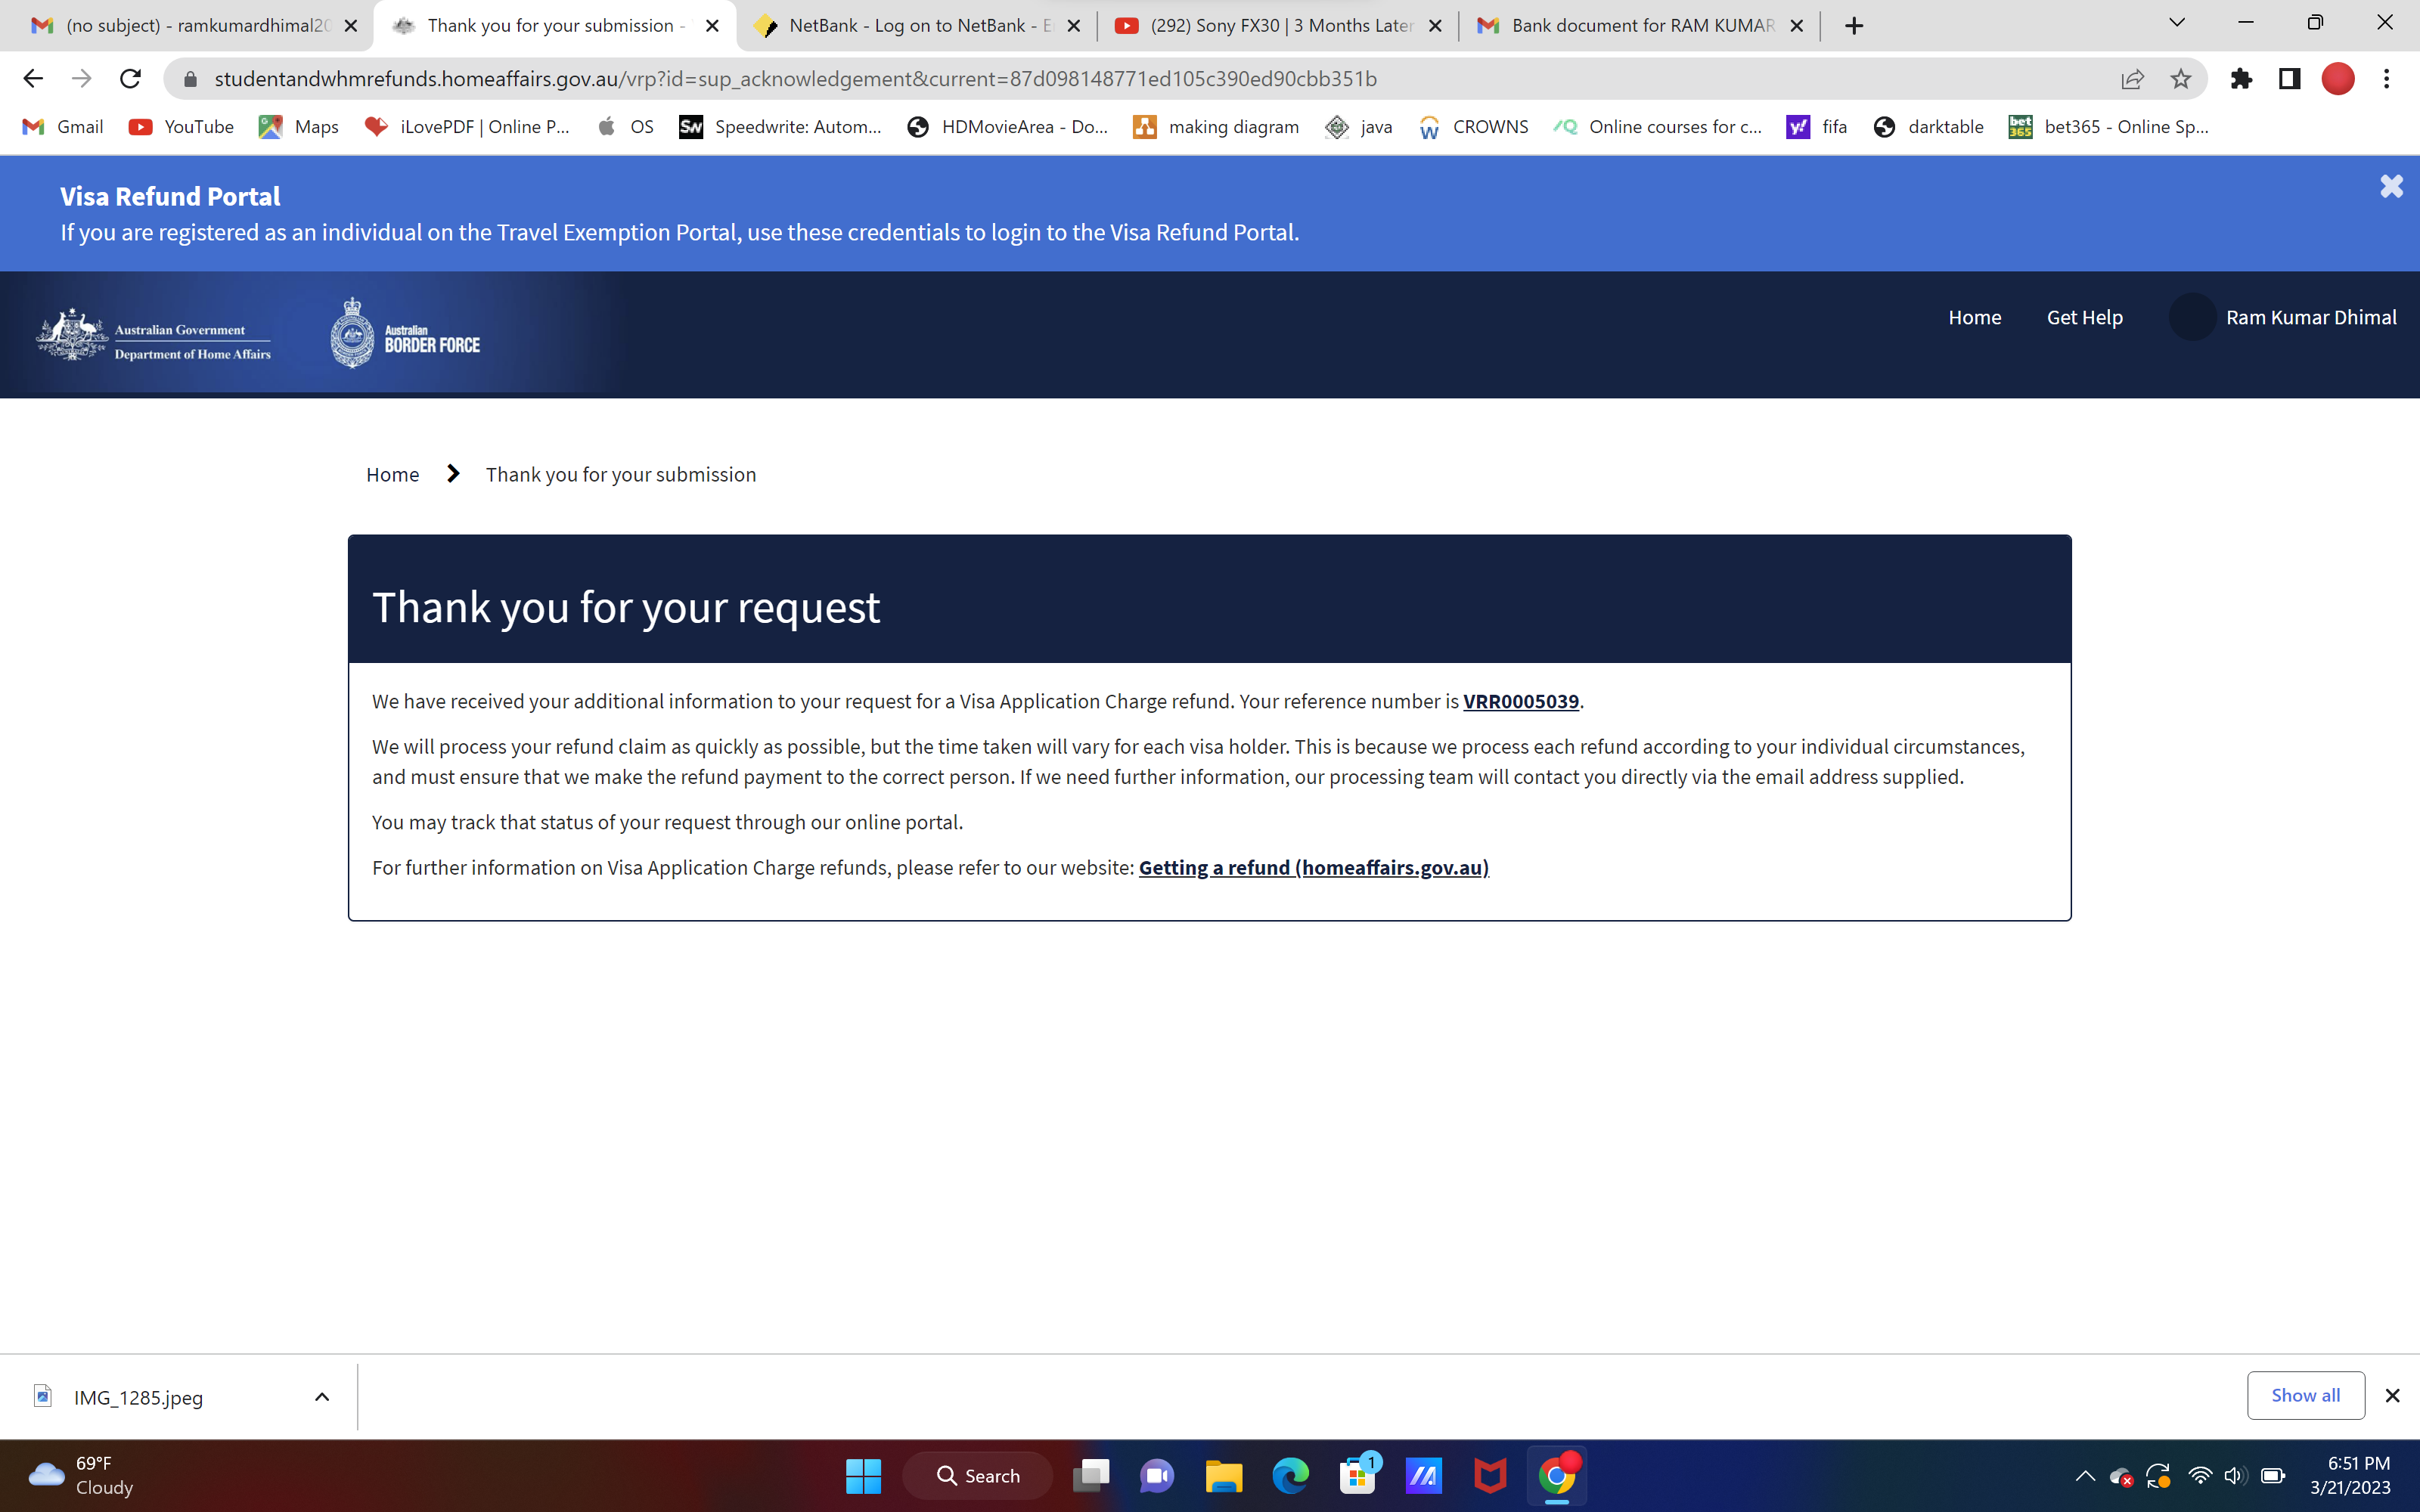 (no subject) - ramkumardhimal20
Thank you for your submission -
NetBank - Log on to NetBank - E
(292) Sony FX30 | 3 Months Later
Bank document for RAM KUMAR
studentandwhmrefunds.homeaffairs.gov.au/vrp?id=sup_acknowledgement&current=87d098148771ed105c390ed90cbb351b
Gmail YouTube Maps iLovePDF | Online P... OS Sw Speedwrite: Autom... HDMovieArea - Do... making diagram java CROWNS Online courses for c... y! fifa darktable bet365 bet365 - Online Sp...
Visa Refund Portal
If you are registered as an individual on the Travel Exemption Portal, use these credentials to login to the Visa Refund Portal.
Australian Government
Department of Home Affairs
Australian
BORDER FORCE
Home Get Help Ram Kumar Dhimal
Home Thank you for your submission
Thank you for your request
We have received your additional information to your request for a Visa Application Charge refund. Your reference number is VRR0005039.
We will process your refund claim as quickly as possible, but the time taken will vary for each visa holder. This is because we process each refund according to your individual circumstances,
and must ensure that we make the refund payment to the correct person. If we need further information, our processing team will contact you directly via the email address supplied.
You may track that status of your request through our online portal.
For further information on Visa Application Charge refunds, please refer to our website: Getting a refund (homeaffairs.gov.au)
IMG_1285.jpeg
Show all
69°F
Cloudy
Search
1
6:51 PM
3/21/2023